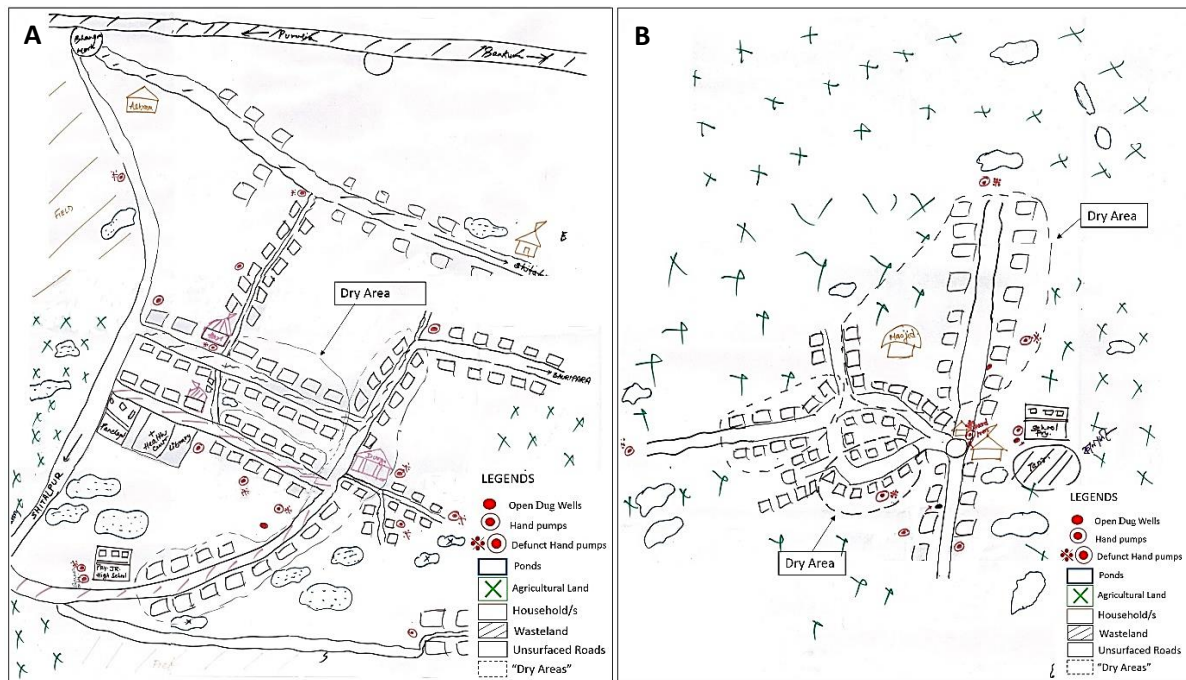 A
Purulia
Bankura
Ashram
FIELD
Dry Area
BHURIPARA
Panchayat
Health Centre
Library
SHITALPUR
High School
LEGENDS
Open Dug Wells
Hand pumps
Defunct Hand pumps
Ponds
Agricultural Land
Household/s
Wasteland
Unsurfaced Roads
"Dry Areas"
B
Dry Area
Masjid
School
Pry.
Dry Area
LEGENDS
Open Dug Wells
Hand pumps
Defunct Hand pumps
Ponds
Agricultural Land
Household/s
Wasteland
Unsurfaced Roads
"Dry Areas"